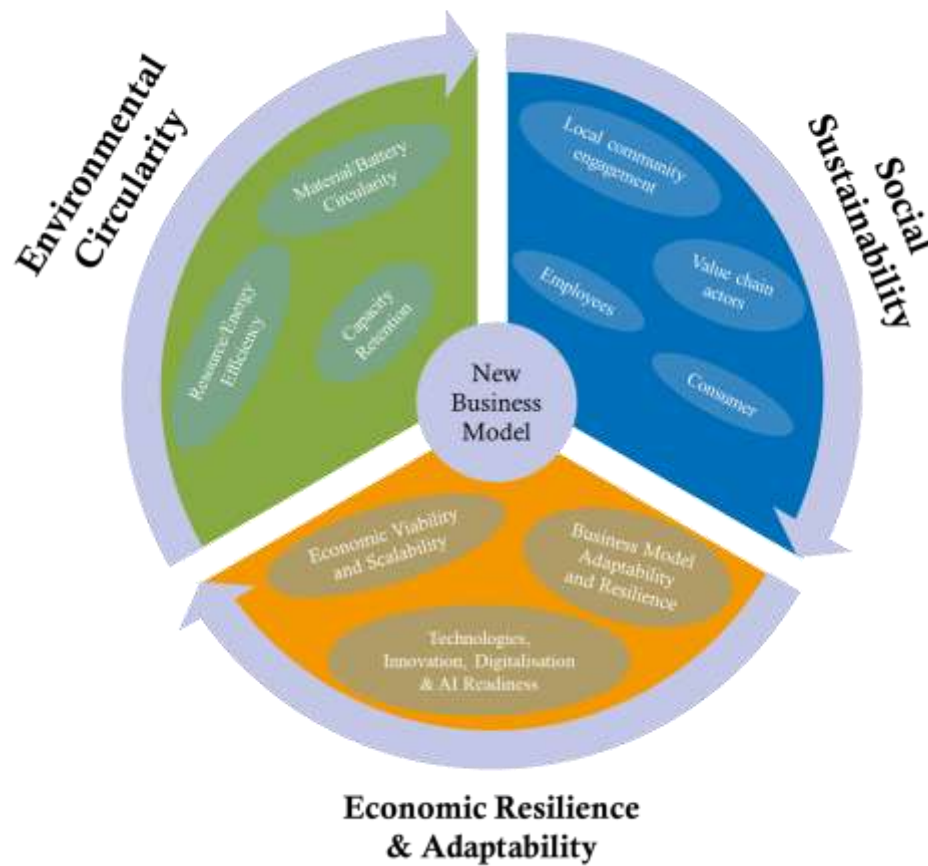 Environmental
Circularity
Material/Battery
Circularity
Resource/Energy
Efficiency
Capacity
Retention
Social
Sustainability
Local community
engagement
Employees
Value chain
actors
Consumer
New
Business
Model
Economic Viability
and Scalability
Business Model
Adaptability
and Resilience
Technologies,
Innovation, Digitalisation
& AI Readiness
Economic Resilience
& Adaptability